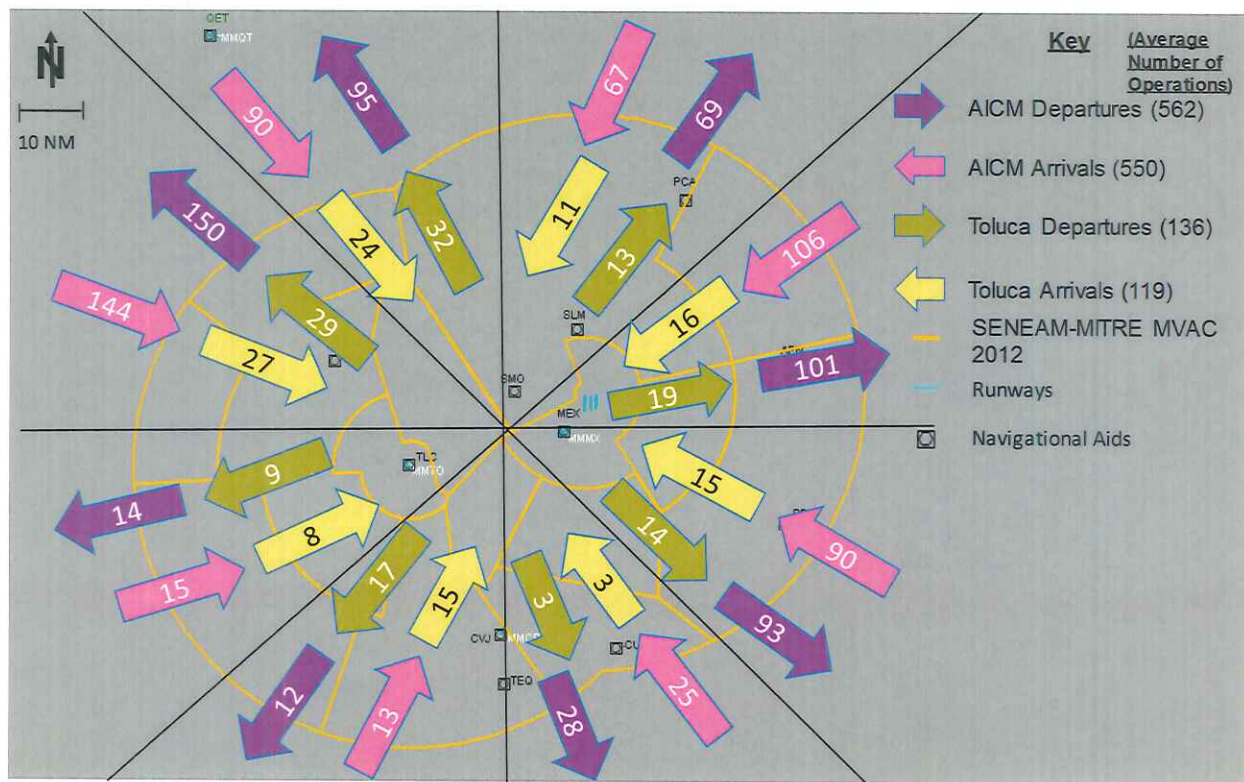 OET
MMQT
N
10 NM
95
67
69
90
150
11
PCA
24
32
13
106
144
29
16
SLM
27
SMO
101
19
MEX
MMMX
TLC
MMTO
9
15
14
8
14
90
15
17
15
3
3
93
CVJ
TEQ
12
13
28
25
Key
(Average
Number of
Operations)
AICM Departures (562)
AICM Arrivals (550)
Toluca Departures (136)
Toluca Arrivals (119)
SENEAM-MITRE MVAC
2012
Runways
Navigational Aids